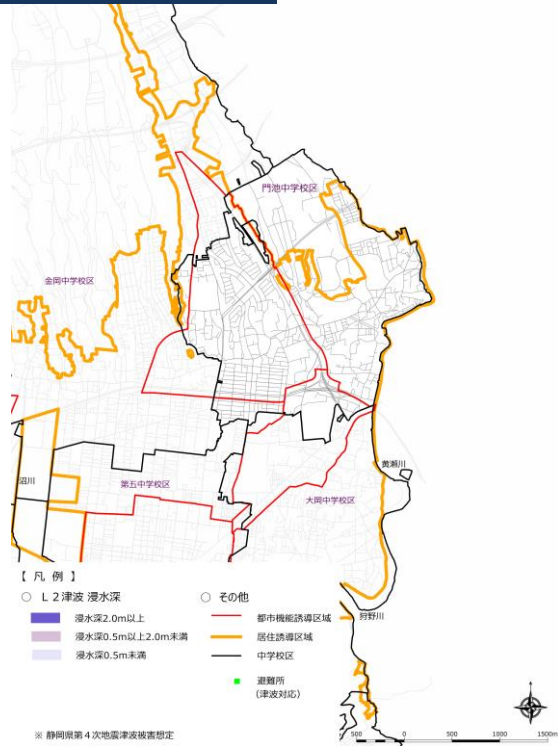 門池中学校区
金岡中学校区
黄瀬川
沼川
第五中学校区
大岡中学校区
狩野川
【 凡 例 】
○ L2津波 浸水深
浸水深2.0m以上
浸水深0.5m以上2.0m未満
浸水深0.5m未満
○ その他
都市機能誘導区域
居住誘導区域
中学校区
避難所
(津波対応)
※ 静岡県第4次地震津波被害想定
500 0 500 1000 1500m